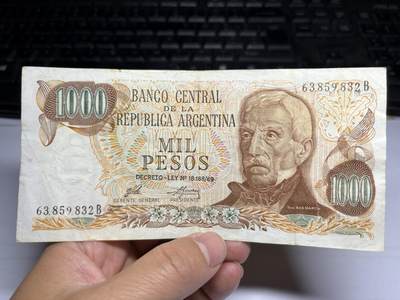 1000
63.859.832 B
BANCO CENTRAL
DE LA
REPUBLICA ARGENTINA
MIL
PESOS
DECRETO-LEY Nº 18.188/69
63.859.832 B
GERENTE GENERAL
PRESIDENTE
1000